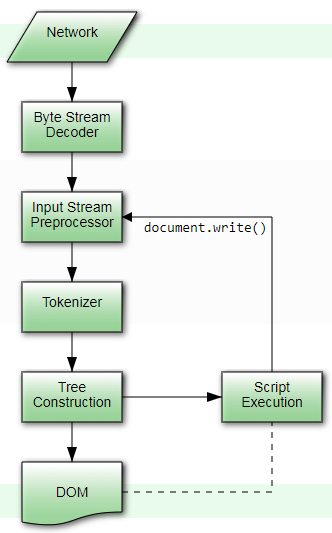 Network
Byte Stream
Decoder
Input Stream
Preprocessor
document.write()
Tokenizer
Tree
Construction
Script
Execution
DOM